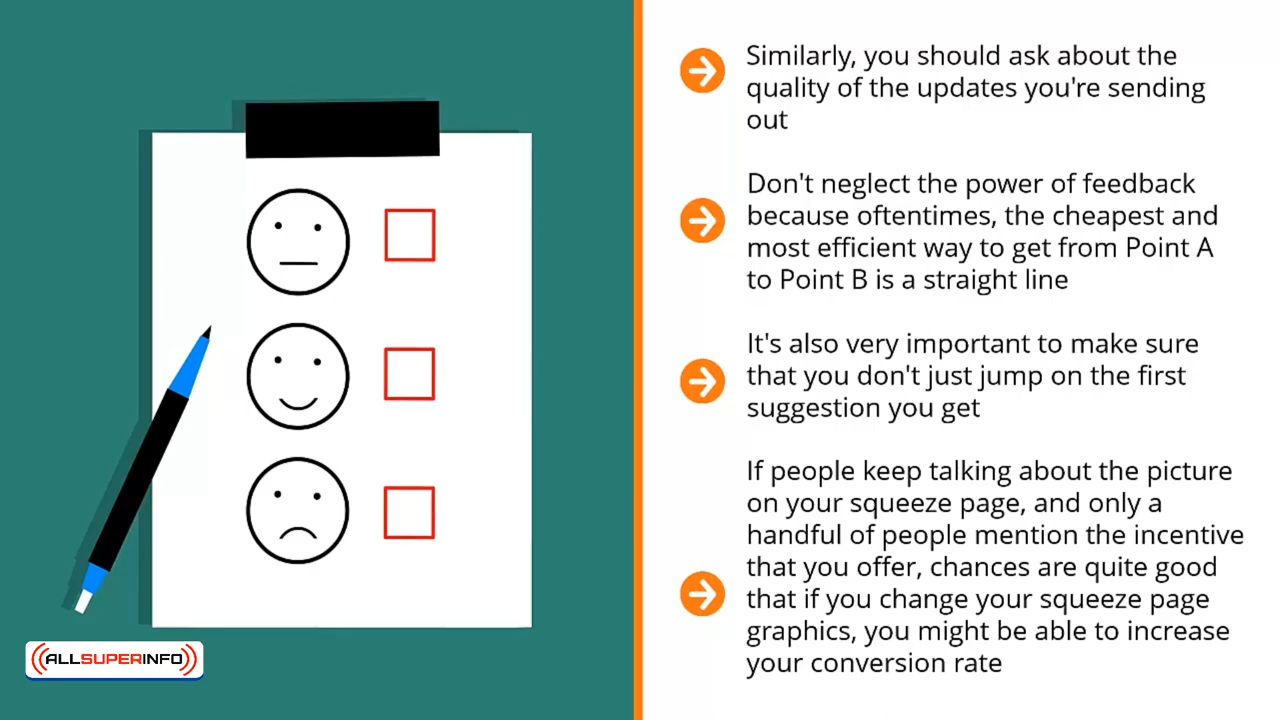 Similarly, you should ask about the
quality of the updates you're sending
out
Don't neglect the power of feedback
because oftentimes, the cheapest and
most efficient way to get from Point A
to Point B is a straight line
It's also very important to make sure
that you don't just jump on the first
suggestion you get
If people keep talking about the picture
on your squeeze page, and only a
handful of people mention the incentive
that you offer, chances are quite good
that if you change your squeeze page
graphics, you might be able to increase
your conversion rate
ALLSUPERINFO